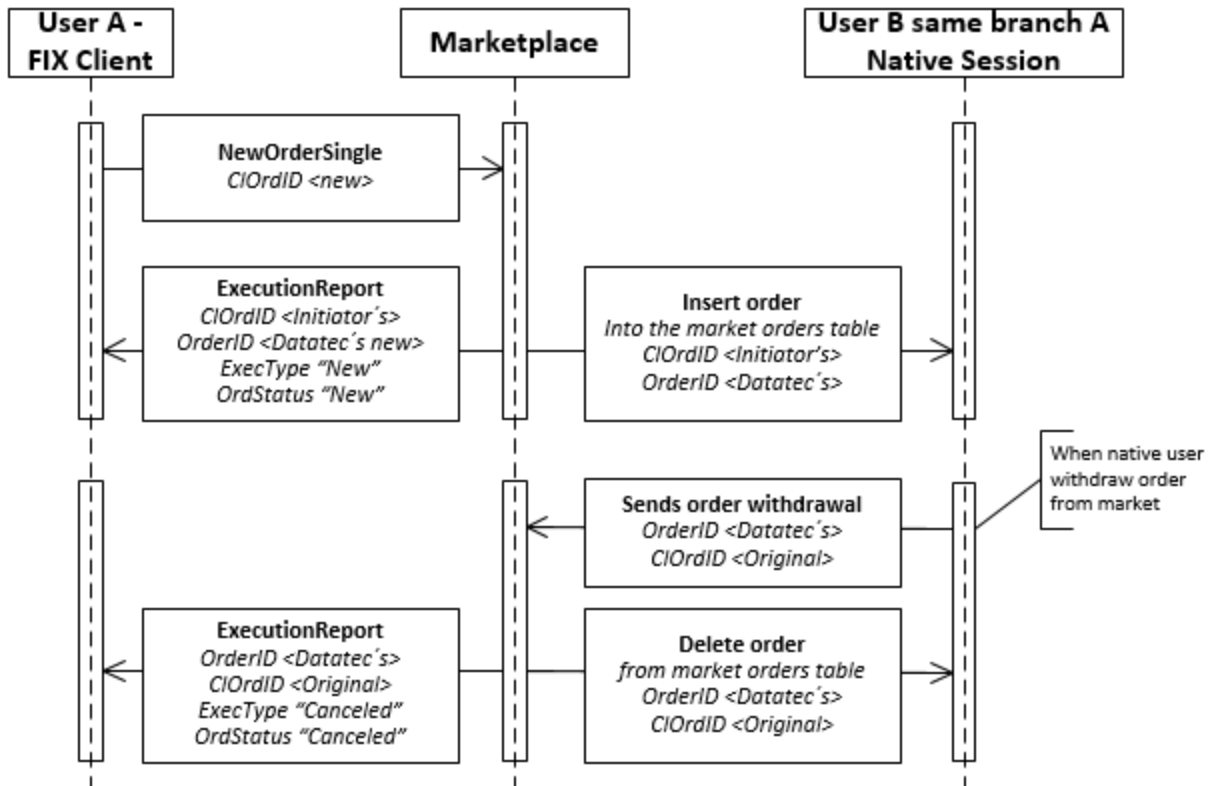 User A -
FIX Client
Marketplace
User B same branch A
Native Session
NewOrderSingle
ClOrdID <new>
ExecutionReport
ClOrdID <Initiator´s>
OrderID <Datatec´s new>
ExecType “New”
OrdStatus “New”
Insert order
Into the market orders table
ClOrdID <Initiator’s>
OrderID <Datatec´s>
When native user
withdraw order
from market
Sends order withdrawal
OrderID <Datatec´s>
ClOrdID <Original>
ExecutionReport
OrderID <Datatec´s>
ClOrdID <Original>
ExecType “Canceled”
OrdStatus “Canceled”
Delete order
from market orders table
OrderID <Datatec´s>
ClOrdID <Original>